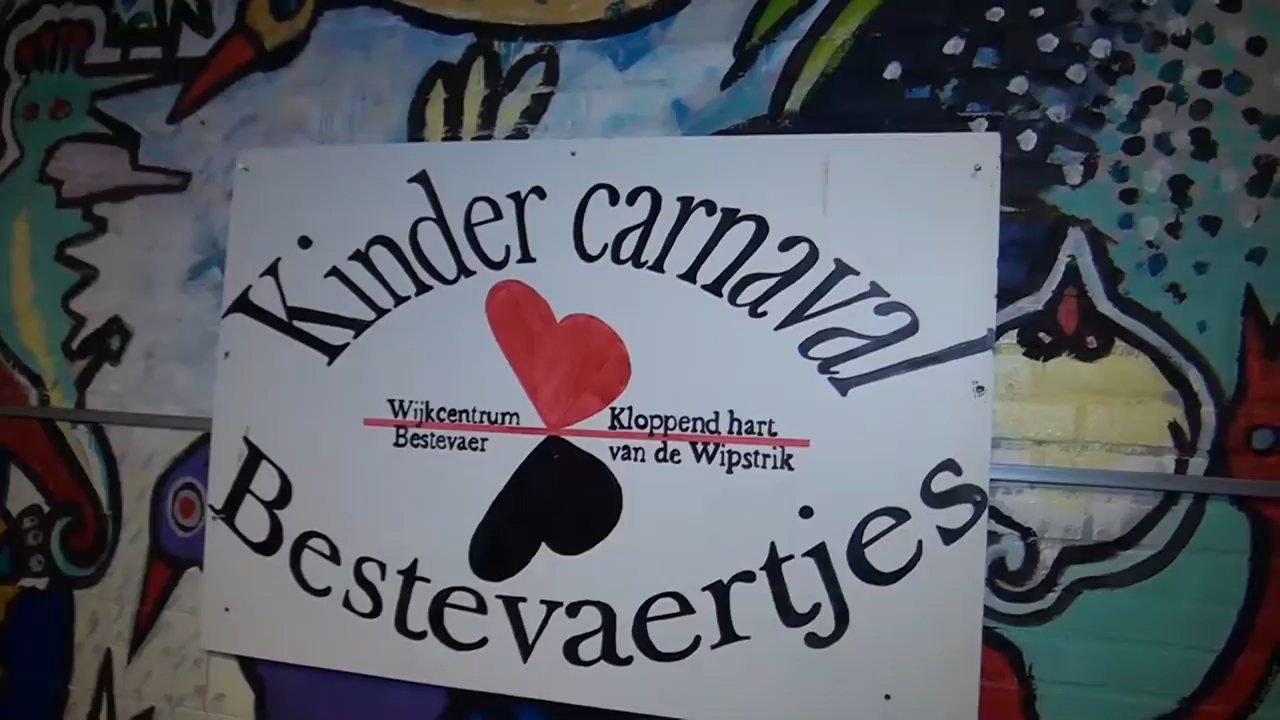 Kinder carnaval
Wijkcentrum
Bestevaer
Kloppend hart
van de Wipstrik
Bestevaertjes